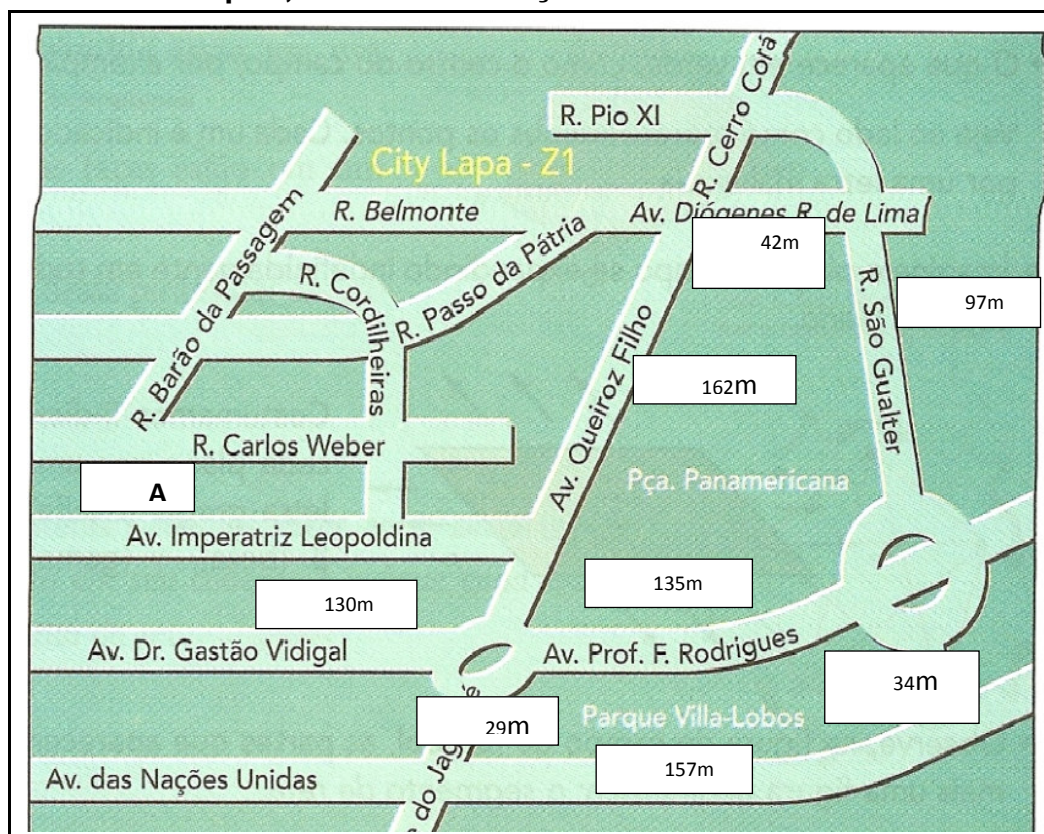 R. Cerro Corá
R. Pio XI
City Lapa - Z1
R. Belmonte
Av. Diógenes R. de Lima
R. Barão da Passagem
R. Passo da Pátria
42m
R. Cordilheiras
97m
R. São Gualter
Av. Queiroz Filho
162m
R. Carlos Weber
Pça. Panamericana
A
Av. Imperatriz Leopoldina
135m
130m
Av. Dr. Gastão Vidigal
Av. Prof. F. Rodrigues
34m
29m
Parque Villa-Lobos
157m
Av. das Nações Unidas